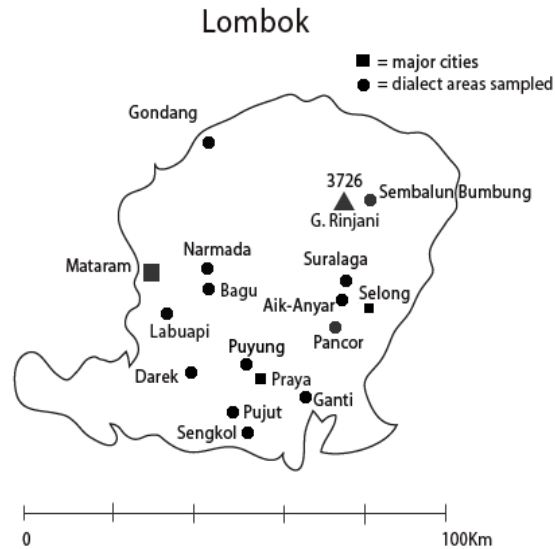 Lombok
= major cities
= dialect areas sampled
Gondang
3726
Sembalun Bumbung
G. Rinjani
Narmada
Suralaga
Mataram
Bagu
Aik-Anyar
Selong
Labuapi
Pancor
Puyung
Darek
Praya
Ganti
Pujut
Sengkol
0
100Km